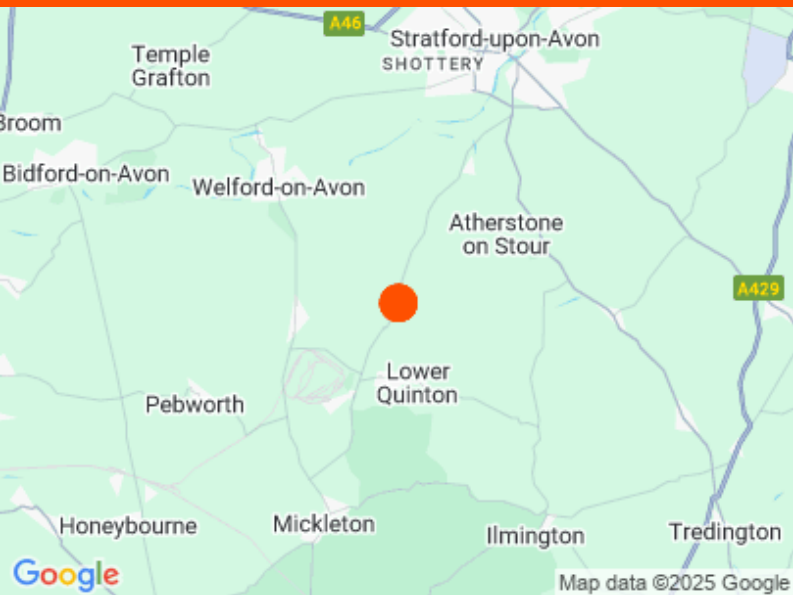 A46
Stratford-upon-Avon
SHOTTERY
Temple
Grafton
Broom
Bidford-on-Avon
Welford-on-Avon
Atherstone
on Stour
A429
Lower
Quinton
Pebworth
Honeybourne
Mickleton
Ilmington
Tredington
Google
Map data ©2025 Google